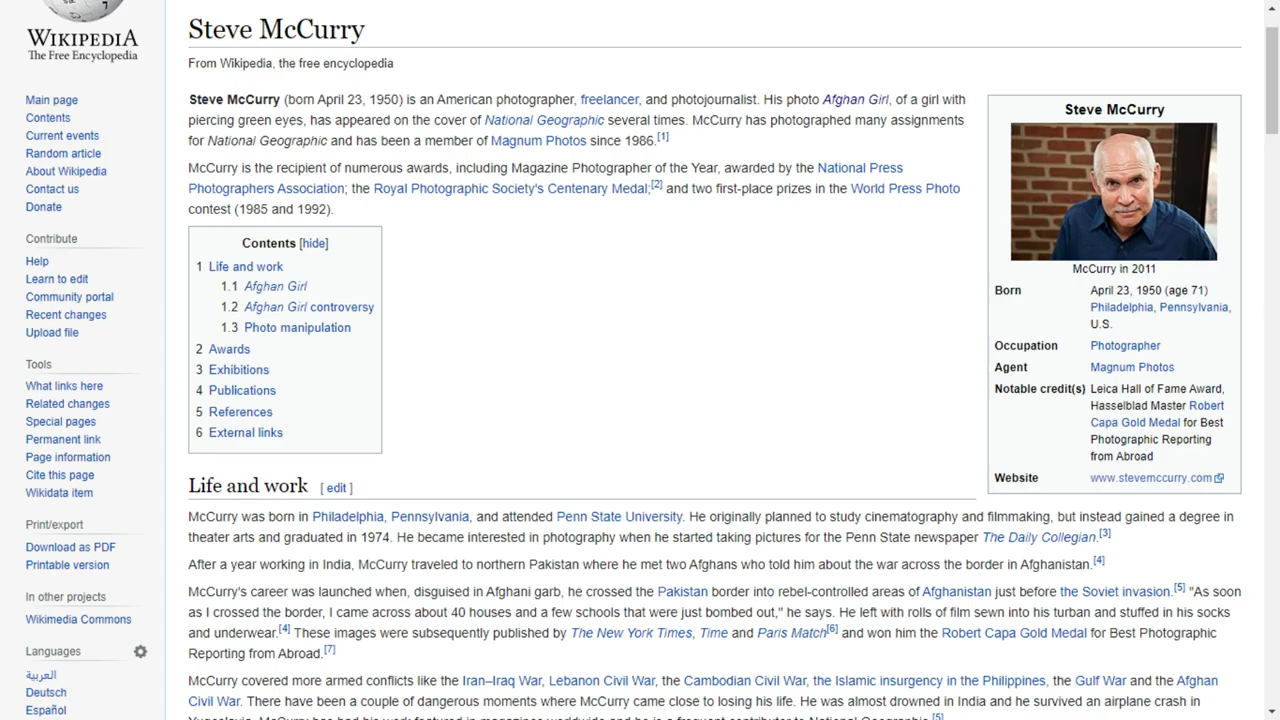 WIKIPEDIA
The Free Encyclopedia
Main page
Contents
Current events
Random article
About Wikipedia
Contact us
Donate
Contribute
Help
Learn to edit
Community portal
Recent changes
Upload file
Tools
What links here
Related changes
Special pages
Permanent link
Page information
Cite this page
Wikidata item
Print/export
Download as PDF
Printable version
In other projects
Wikimedia Commons
Languages
العربية
Deutsch
Español
Steve McCurry
From Wikipedia, the free encyclopedia
Steve McCurry (born April 23, 1950) is an American photographer, freelancer, and photojournalist. His photo Afghan Girl, of a girl with
piercing green eyes, has appeared on the cover of National Geographic several times. McCurry has photographed many assignments
for National Geographic and has been a member of Magnum Photos since 1986.[1]
McCurry is the recipient of numerous awards, including Magazine Photographer of the Year, awarded by the National Press
Photographers Association; the Royal Photographic Society's Centenary Medal;[2] and two first-place prizes in the World Press Photo
contest (1985 and 1992).
Contents [hide]
1 Life and work
1.1 Afghan Girl
1.2 Afghan Girl controversy
1.3 Photo manipulation
2 Awards
3 Exhibitions
4 Publications
5 References
6 External links
Steve McCurry
McCurry in 2011
Born April 23, 1950 (age 71)
Philadelphia, Pennsylvania,
U.S.
Occupation Photographer
Agent Magnum Photos
Notable credit(s) Leica Hall of Fame Award,
Hasselblad Master Robert
Capa Gold Medal for Best
Photographic Reporting
from Abroad
Website www.stevemccurry.com
Life and work [ edit ]
McCurry was born in Philadelphia, Pennsylvania, and attended Penn State University. He originally planned to study cinematography and filmmaking, but instead gained a degree in
theater arts and graduated in 1974. He became interested in photography when he started taking pictures for the Penn State newspaper The Daily Collegian.[3]
After a year working in India, McCurry traveled to northern Pakistan where he met two Afghans who told him about the war across the border in Afghanistan.[4]
McCurry's career was launched when, disguised in Afghani garb, he crossed the Pakistan border into rebel-controlled areas of Afghanistan just before the Soviet invasion.[5] "As soon
as I crossed the border, I came across about 40 houses and a few schools that were just bombed out," he says. He left with rolls of film sewn into his turban and stuffed in his socks
and underwear.[4] These images were subsequently published by The New York Times, Time and Paris Match[6] and won him the Robert Capa Gold Medal for Best Photographic
Reporting from Abroad.[7]
McCurry covered more armed conflicts like the Iran–Iraq War, Lebanon Civil War, the Cambodian Civil War, the Islamic insurgency in the Philippines, the Gulf War and the Afghan
Civil War. There have been a couple of dangerous moments where McCurry came close to losing his life. He was almost drowned in India and he survived an airplane crash in
Yugoslavia. McCurry has had his work featured in magazines worldwide and he is a frequent contributor to National Geographic.[5]